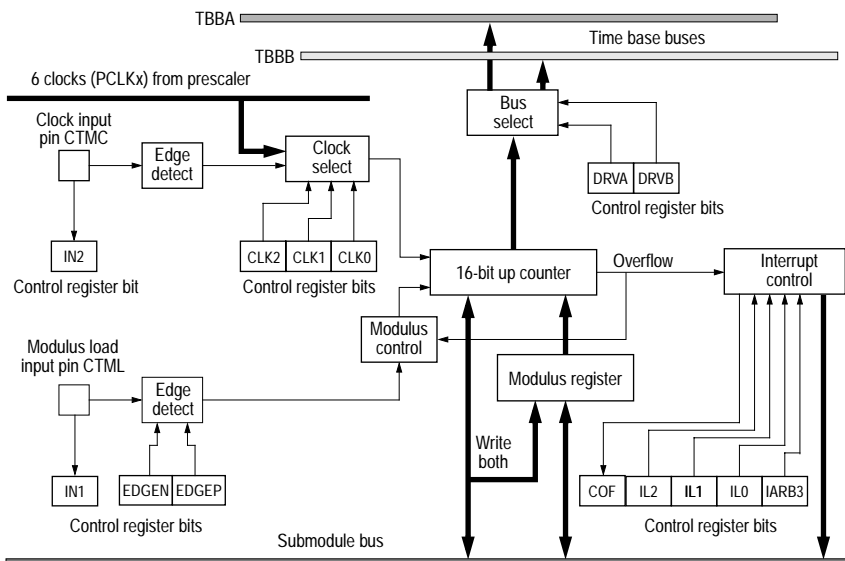 TBBA
Time base buses
TBBB
6 clocks (PCLKx) from prescaler
Clock input
pin CTMC
Edge
detect
Clock
select
Bus
select
DRVA DRVB
Control register bits
IN2
Control register bit
CLK2 CLK1 CLK0
Control register bits
16-bit up counter
Overflow
Interrupt
control
Modulus
control
Modulus load
input pin CTML
Edge
detect
Modulus register
Write
both
IN1
EDGEN EDGEP
Control register bits
COF IL2 IL1 IL0 IARB3
Control register bits
Submodule bus